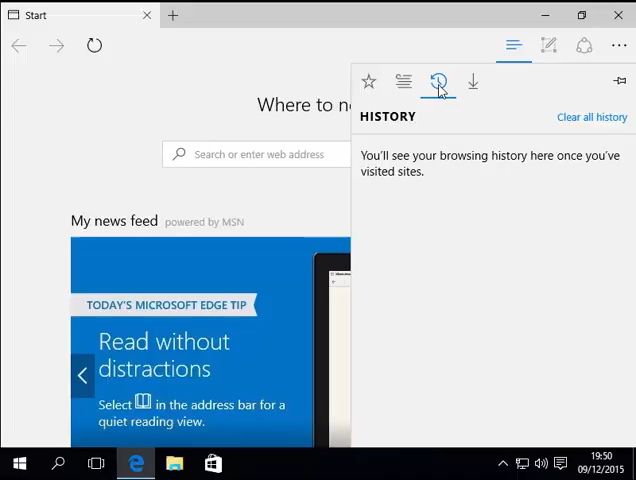 Start
Where to n
HISTORY
Clear all history
Search or enter web address
You'll see your browsing history here once you've
visited sites.
My news feed powered by MSN
TODAY'S MICROSOFT EDGE TIP
Read without
distractions
Select in the address bar for a
quiet reading view.
19:50
09/12/2015